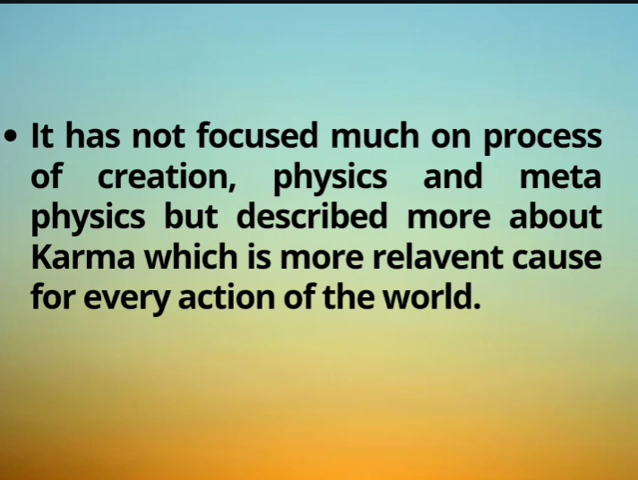 • It has not focused much on process
of creation, physics and meta
physics but described more about
Karma which is more relavent cause
for every action of the world.